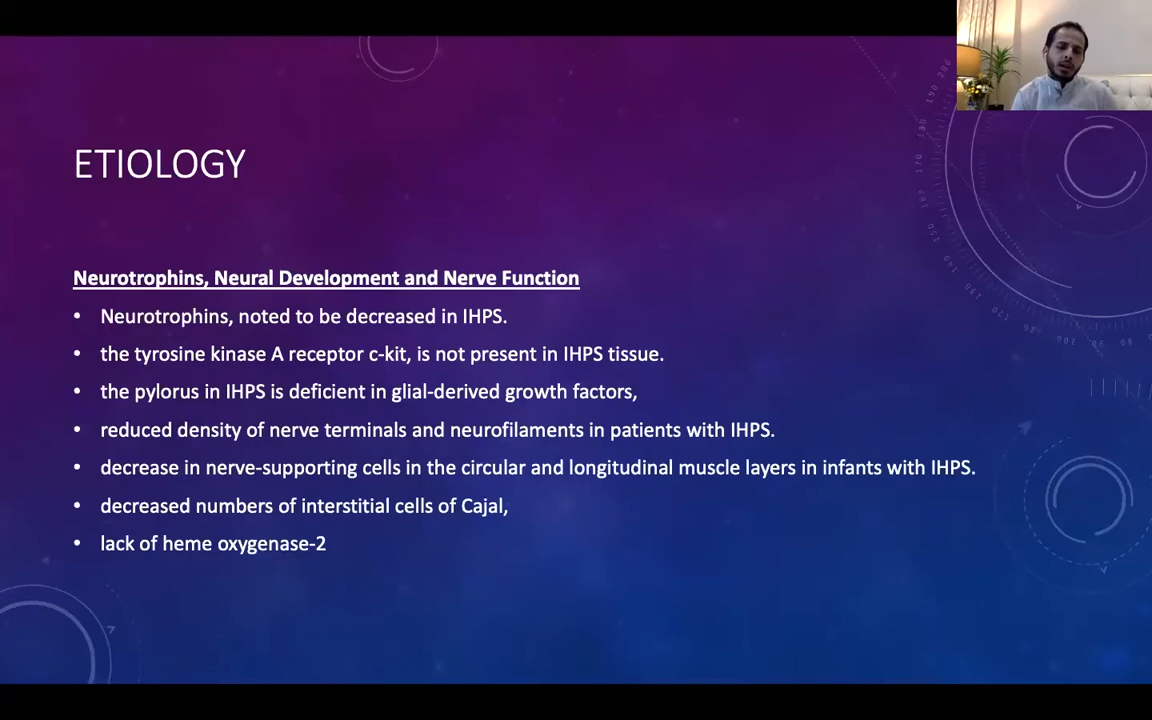 ETIOLOGY
Neurotrophins, Neural Development and Nerve Function
• Neurotrophins, noted to be decreased in IHPS.
• the tyrosine kinase A receptor c-kit, is not present in IHPS tissue.
• the pylorus in IHPS is deficient in glial-derived growth factors,
• reduced density of nerve terminals and neurofilaments in patients with IHPS.
• decrease in nerve-supporting cells in the circular and longitudinal muscle layers in infants with IHPS.
• decreased numbers of interstitial cells of Cajal,
• lack of heme oxygenase-2